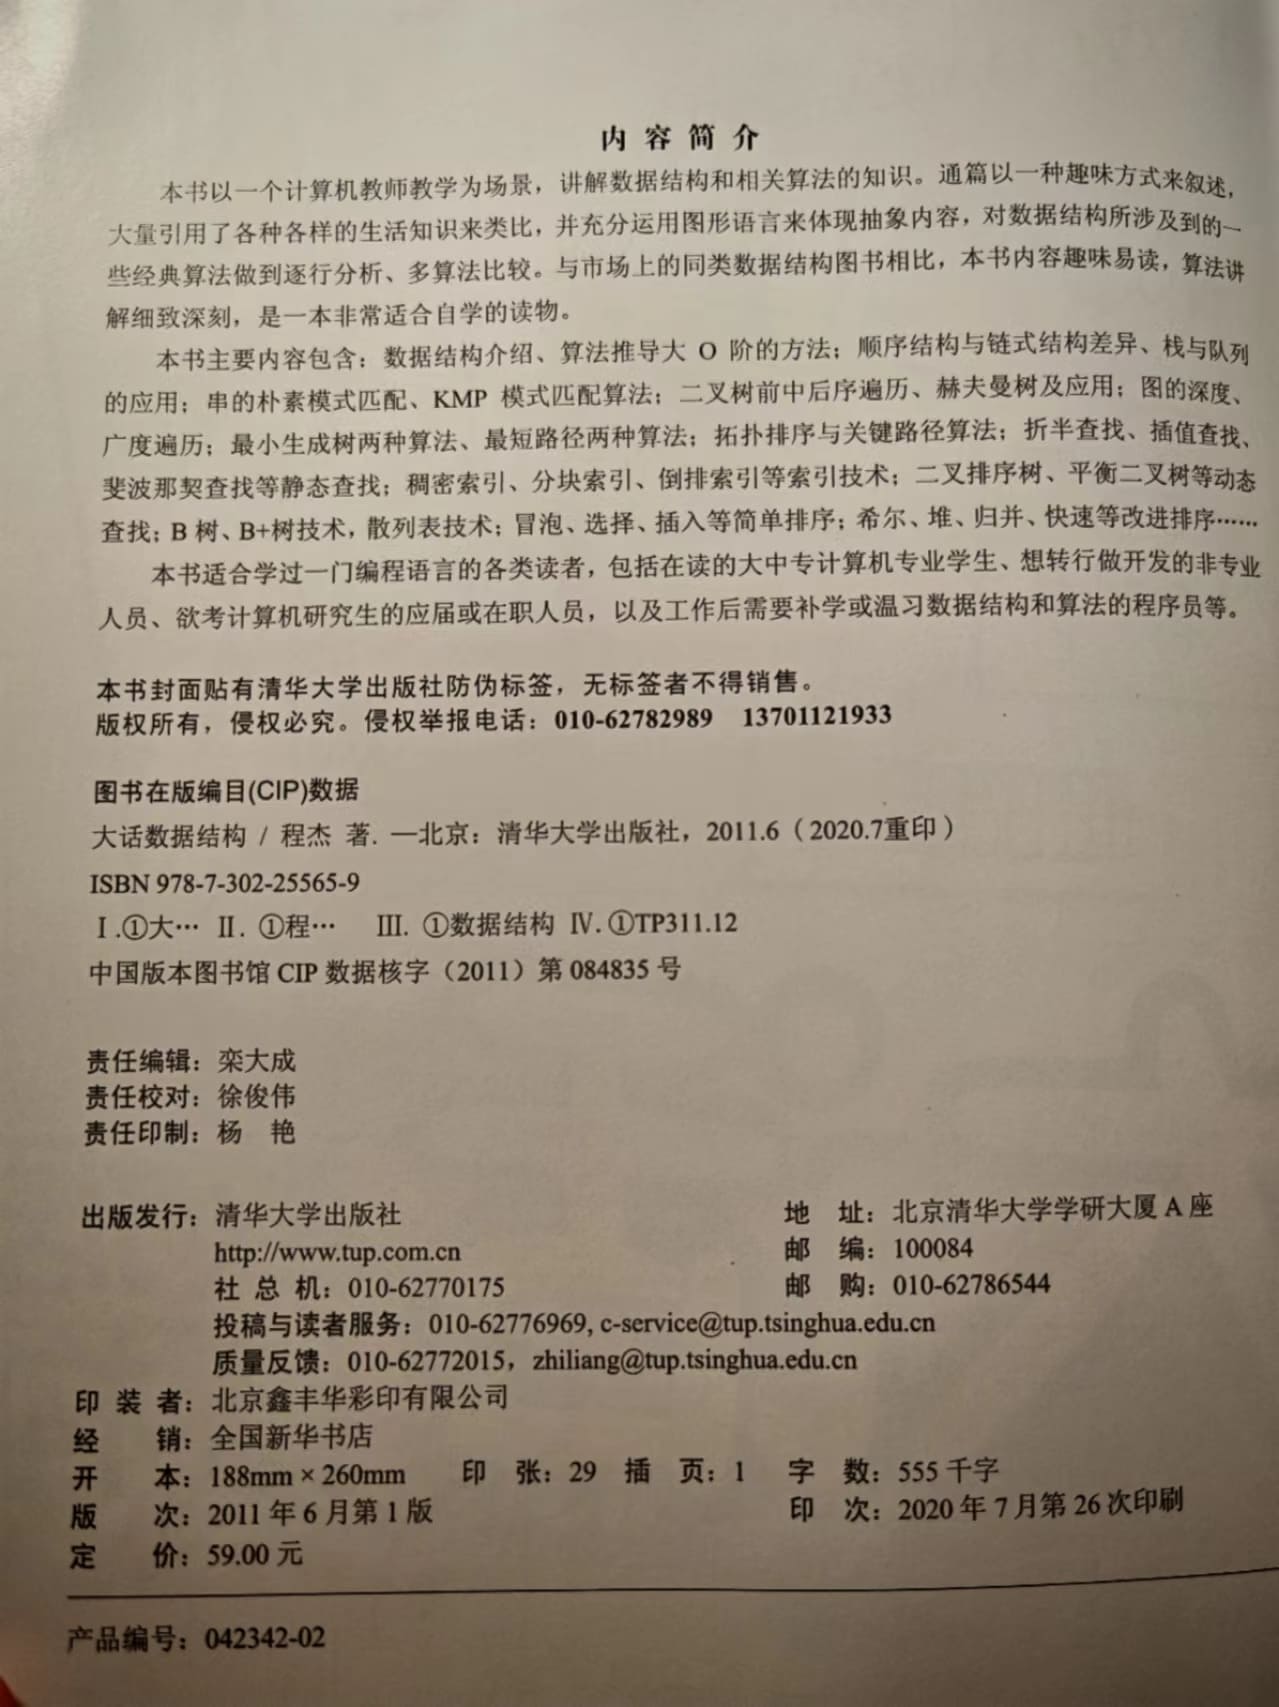 内 容 简 介
本书以一个计算机教师教学为场景，讲解数据结构和相关算法的知识。通篇以一种趣味方式来叙述，
大量引用了各种各样的生活知识来类比，并充分运用图形语言来体现抽象内容，对数据结构所涉及到的一
些经典算法做到逐行分析、多算法比较。与市场上的同类数据结构图书相比，本书内容趣味易读，算法讲
解细致深刻，是一本非常适合自学的读物。
本书主要内容包含：数据结构介绍、算法推导大 O 阶的方法；顺序结构与链式结构差异、栈与队列
的应用；串的朴素模式匹配、KMP 模式匹配算法；二叉树前中后序遍历、赫夫曼树及应用；图的深度、
广度遍历；最小生成树两种算法、最短路径两种算法；拓扑排序与关键路径算法；折半查找、插值查找、
斐波那契查找等静态查找；稠密索引、分块索引、倒排索引等索引技术；二叉排序树、平衡二叉树等动态
查找；B 树、B+树技术，散列表技术；冒泡、选择、插入等简单排序；希尔、堆、归并、快速等改进排序……
本书适合学过一门编程语言的各类读者，包括在读的大中专计算机专业学生、想转行做开发的非专业
人员、欲考计算机研究生的应届或在职人员，以及工作后需要补学或温习数据结构和算法的程序员等。
本书封面贴有清华大学出版社防伪标签，无标签者不得销售。
版权所有，侵权必究。侵权举报电话：010-62782989 13701121933
图书在版编目(CIP)数据
大话数据结构 / 程杰 著. —北京：清华大学出版社，2011.6（2020.7重印）
ISBN 978-7-302-25565-9
Ⅰ.①大… Ⅱ. ①程… Ⅲ. ①数据结构 Ⅳ. ①TP311.12
中国版本图书馆 CIP 数据核字（2011）第 084835 号
责任编辑：栾大成
责任校对：徐俊伟
责任印制：杨 艳
出版发行：清华大学出版社 地 址：北京清华大学学研大厦 A 座
http://www.tup.com.cn 邮 编：100084
社 总 机：010-62770175 邮 购：010-62786544
投稿与读者服务：010-62776969, c-service@tup.tsinghua.edu.cn
质量反馈：010-62772015，zhiliang@tup.tsinghua.edu.cn
印 装 者：北京鑫丰华彩印有限公司
经 销：全国新华书店
开 本：188mm × 260mm 印 张：29 插 页：1 字 数：555 千字
版 次：2011 年 6 月第 1 版 印 次：2020 年 7 月第 26 次印刷
定 价：59.00 元
产品编号：042342-02